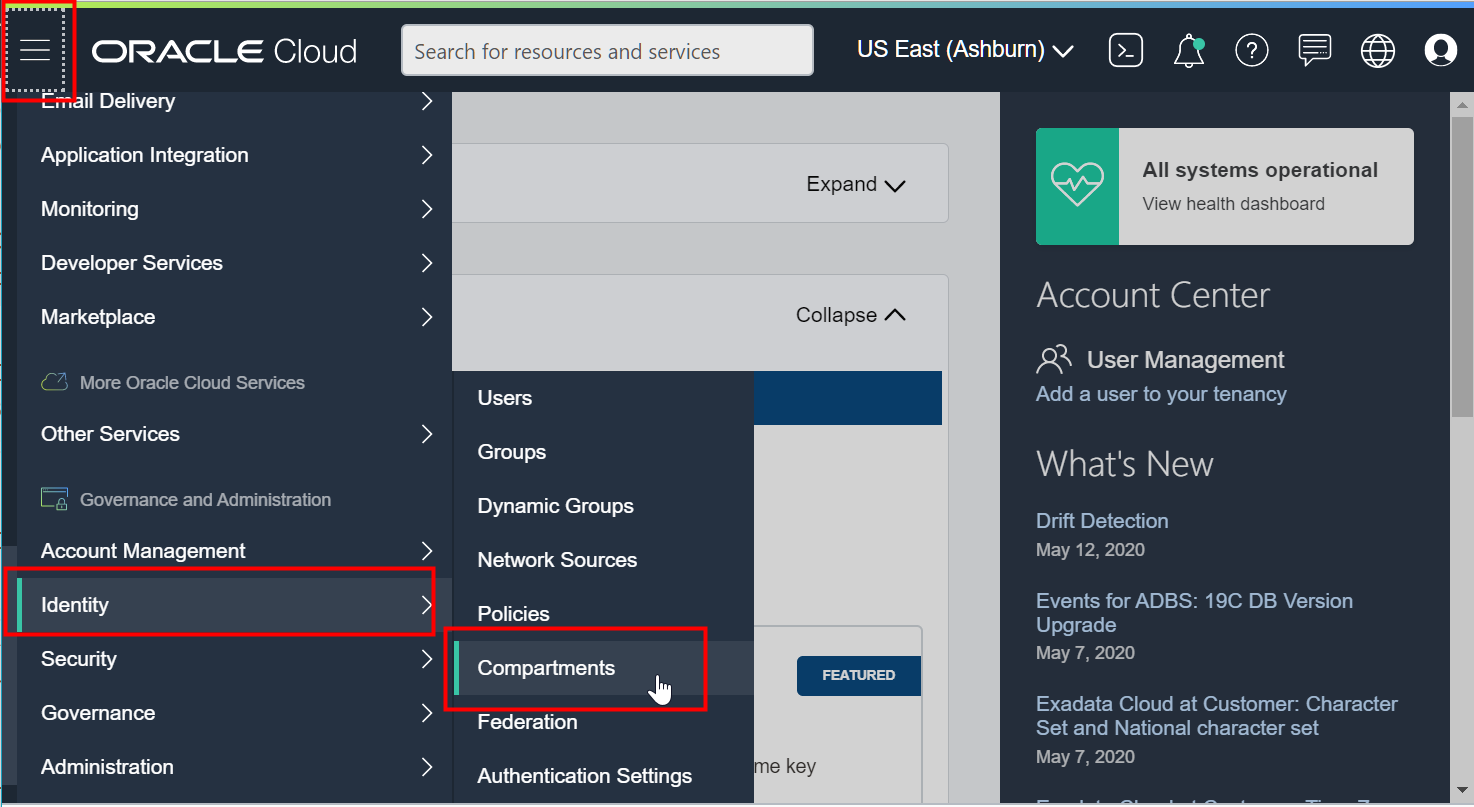 ORACLE Cloud
Search for resources and services
US East (Ashburn)
Email Delivery
Application Integration
Monitoring
Developer Services
Marketplace
More Oracle Cloud Services
Other Services
Governance and Administration
Account Management
Identity
Security
Governance
Administration
Users
Groups
Dynamic Groups
Network Sources
Policies
Compartments
Federation
Authentication Settings
Expand
Collapse
FEATURED
me key
All systems operational
View health dashboard
Account Center
User Management
Add a user to your tenancy
What's New
Drift Detection
May 12, 2020
Events for ADBS: 19C DB Version
Upgrade
May 7, 2020
Exadata Cloud at Customer: Character
Set and National character set
May 7, 2020